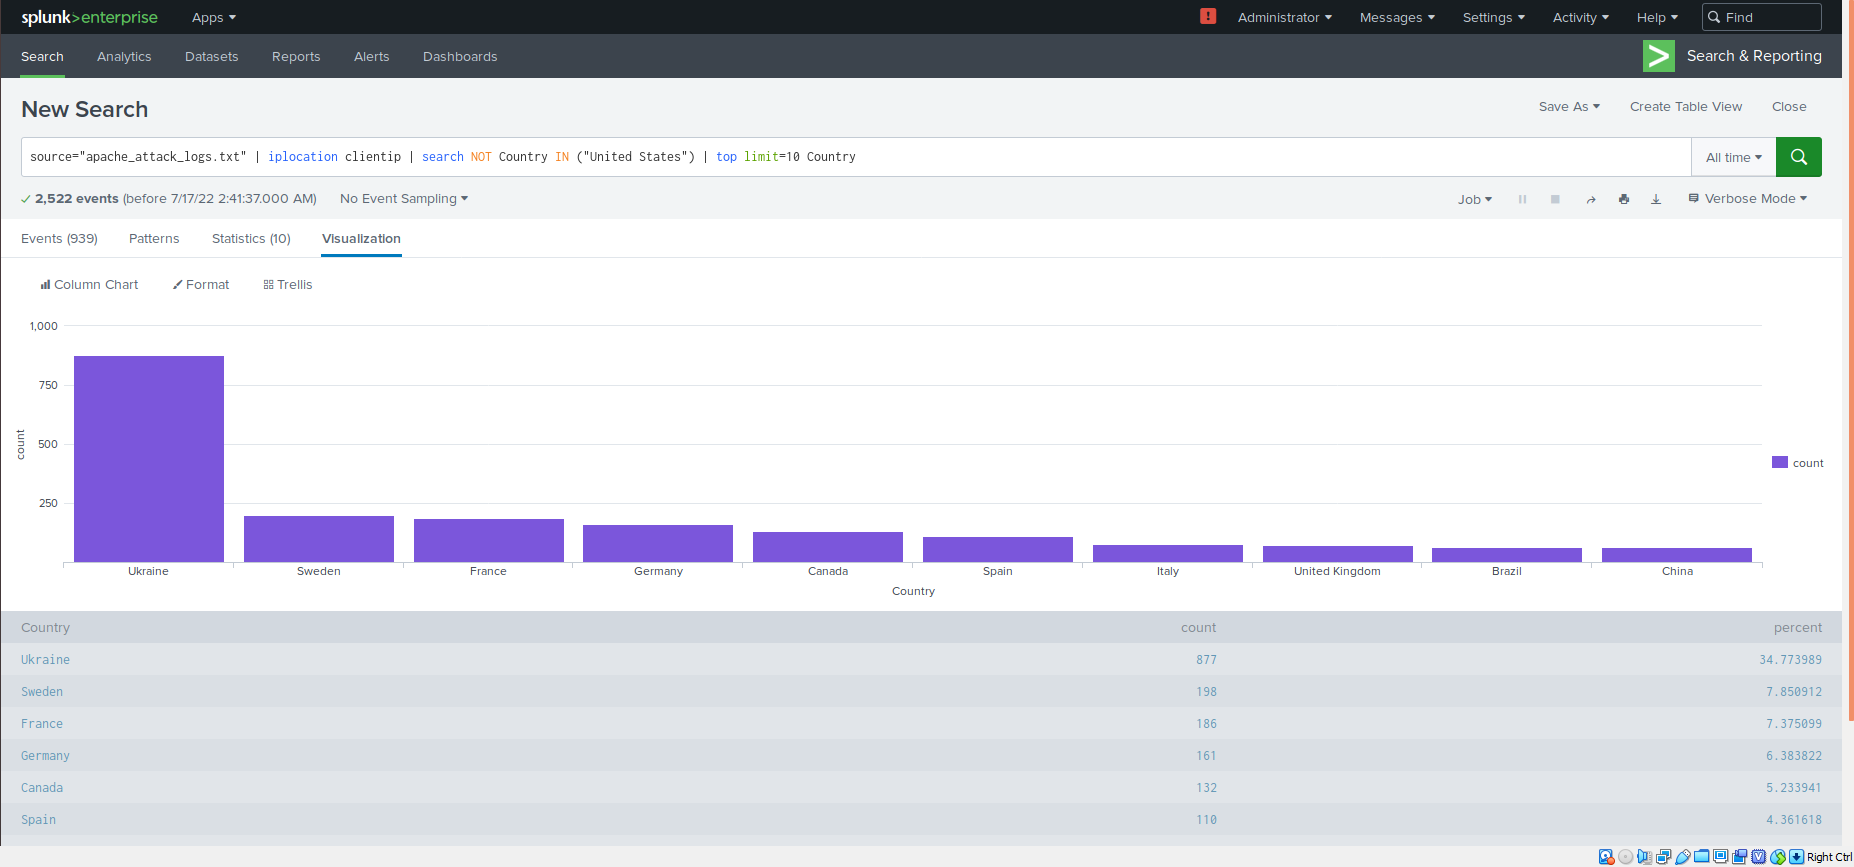 splunk>enterprise Apps Administrator Messages Settings Activity Help Find
Search Analytics Datasets Reports Alerts Dashboards Search & Reporting
New Search Save As Create Table View Close
source="apache_attack_logs.txt" | iplocation clientip | search NOT Country IN ("United States") | top limit=10 Country All time
2,522 events (before 7/17/22 2:41:37.000 AM) No Event Sampling Job Verbose Mode
Events (939) Patterns Statistics (10) Visualization
Column Chart Format Trellis
1,000
750
500
250
count
count
Ukraine Sweden France Germany Canada Spain Italy United Kingdom Brazil China
Country
Country count percent
Ukraine 877 34.773989
Sweden 198 7.850912
France 186 7.375099
Germany 161 6.383822
Canada 132 5.233941
Spain 110 4.361618
Right Ctrl